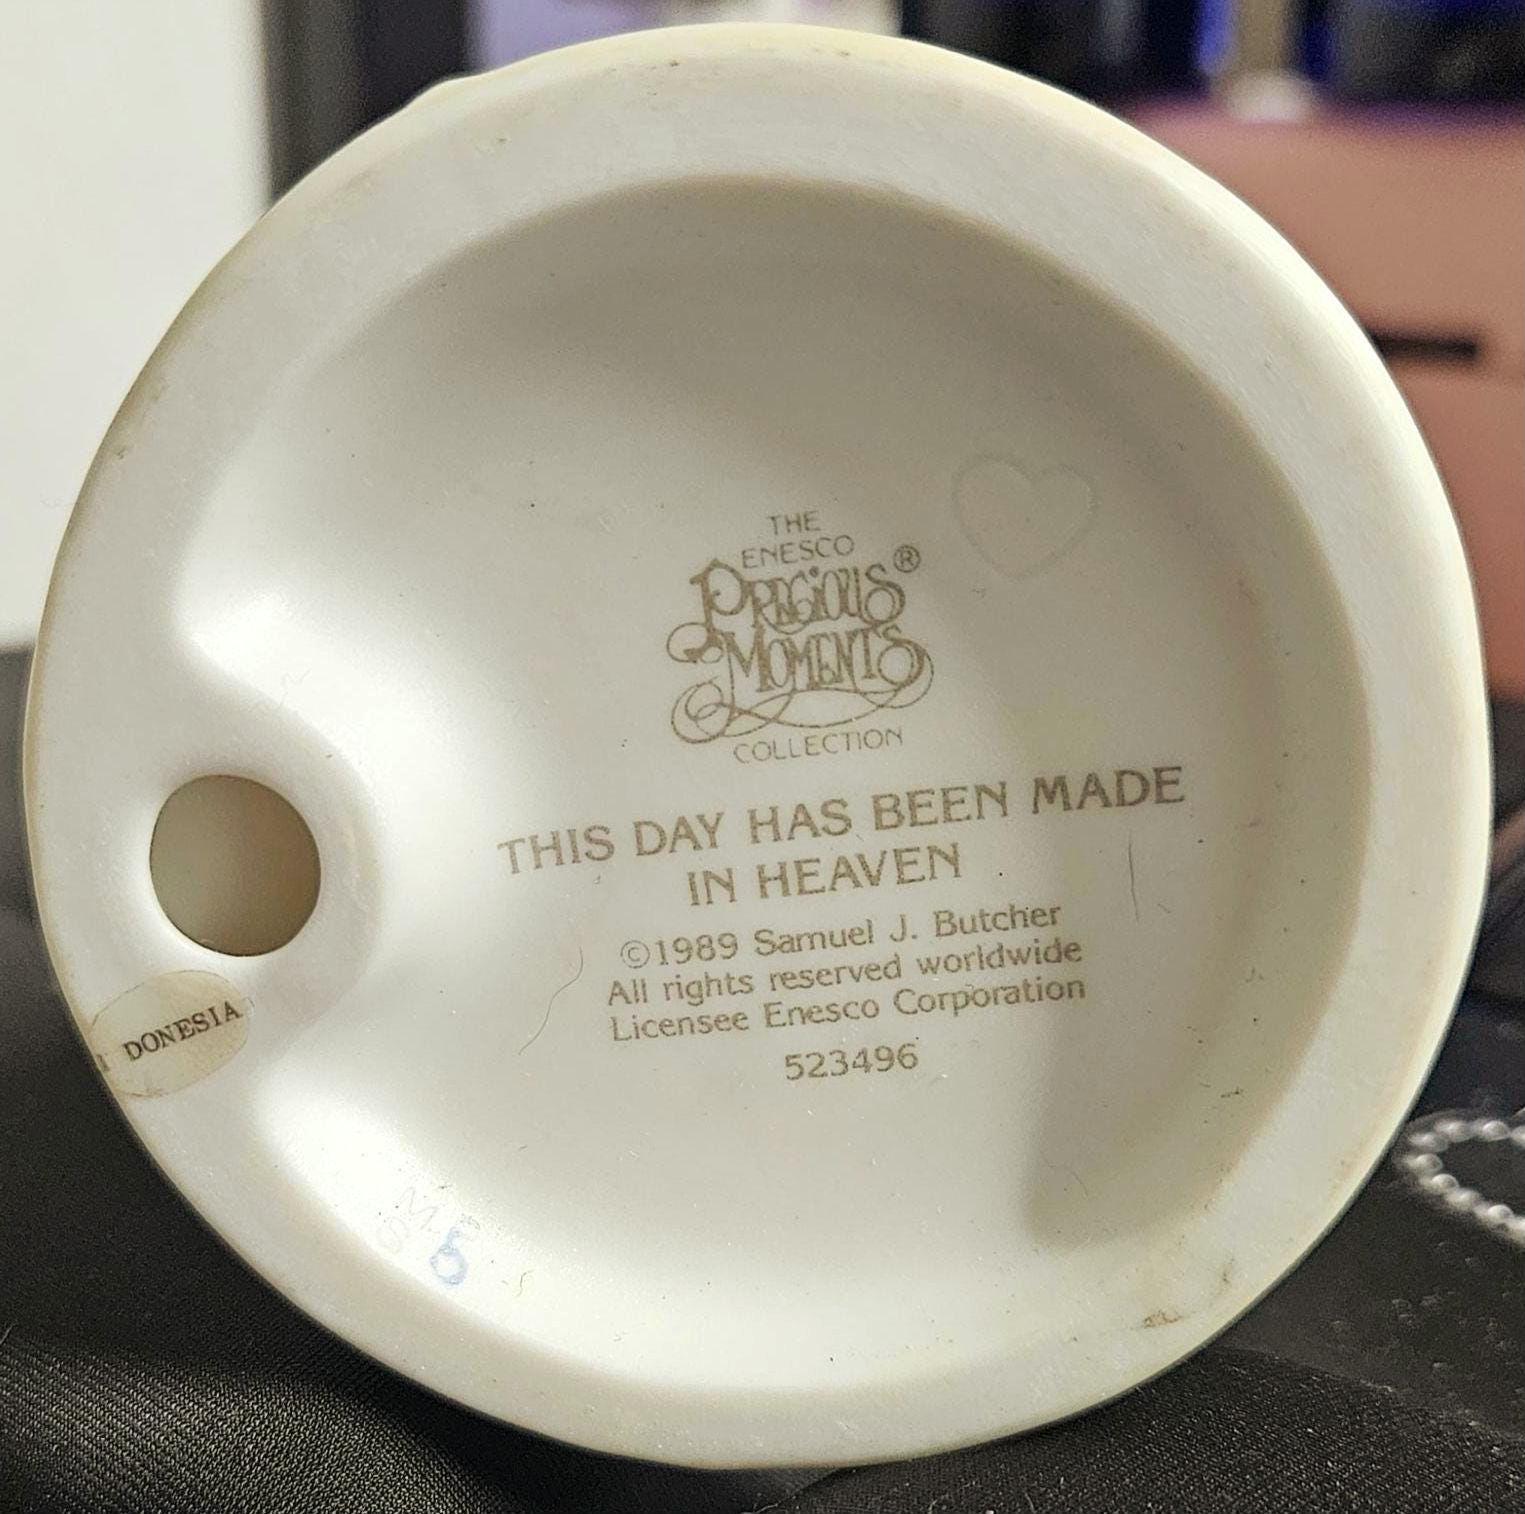 THE
ENESCO
PRECIOUS®
MOMENTS
COLLECTION
THIS DAY HAS BEEN MADE
IN HEAVEN
©1989 Samuel J. Butcher
All rights reserved worldwide
Licensee Enesco Corporation
523496
DONESIA